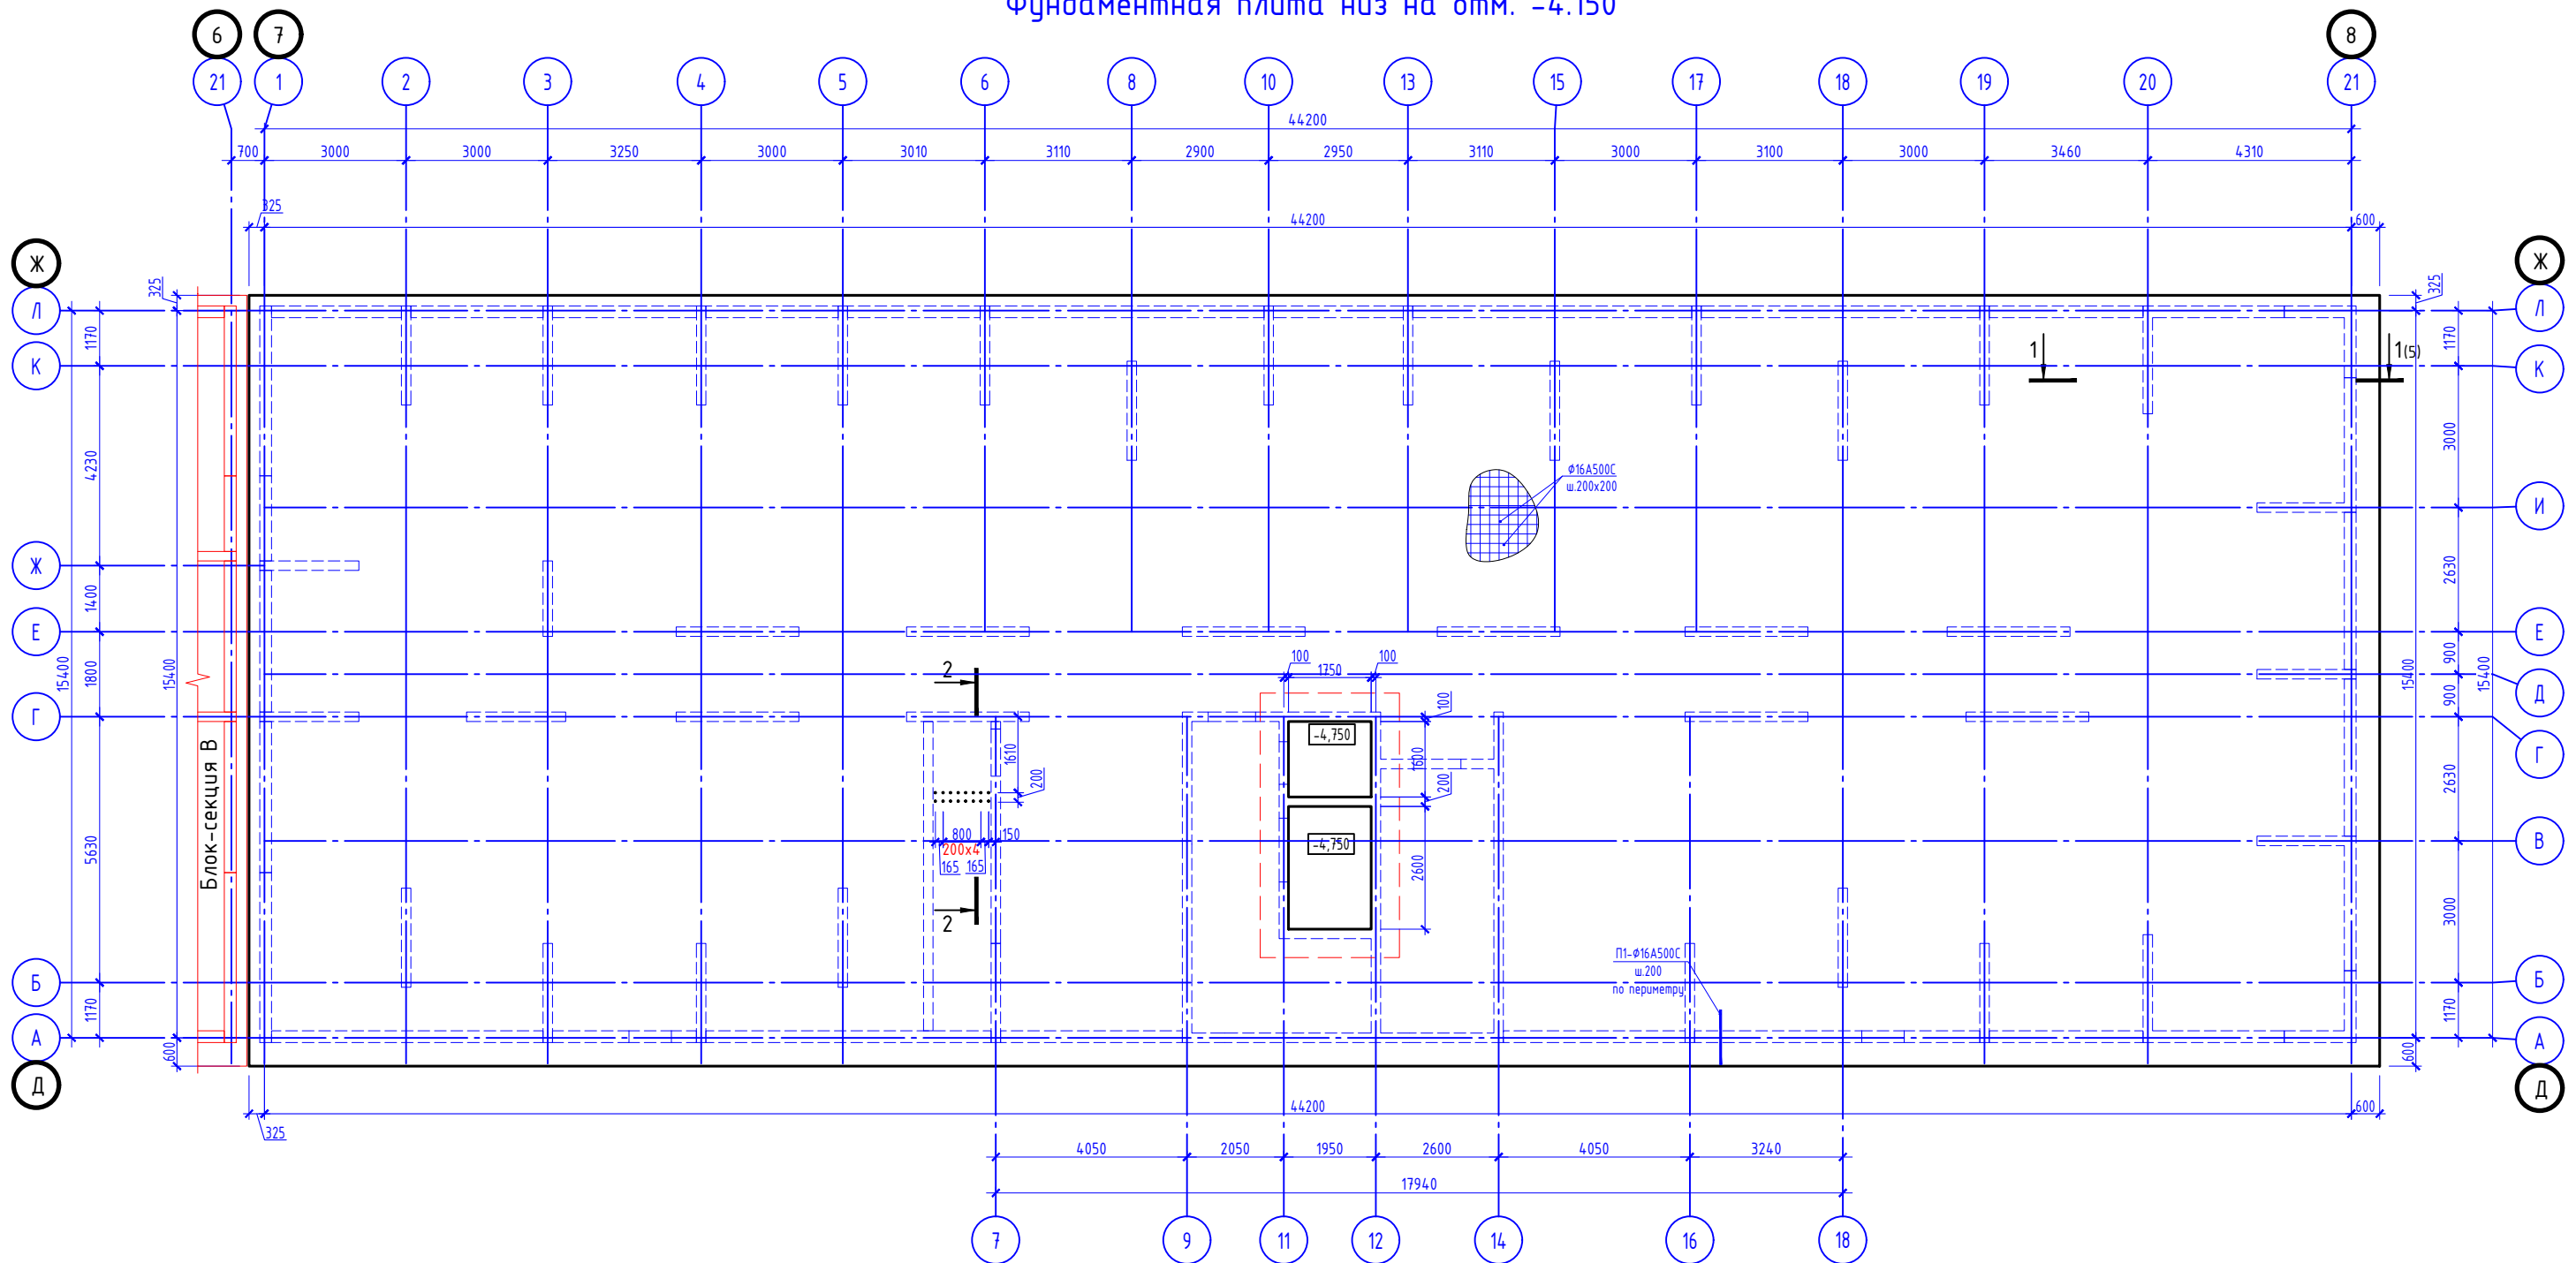 Фундаментная плита низ на отм. -4.150
6 7 8
21 1 2 3 4 5 6 8 10 13 15 17 18 19 20 21
44200
700 3000 3000 3250 3000 3010 3110 2900 2950 3110 3000 3100 3000 3460 4310
325 44200 600
Ж Ж
325 325
Л Л
1170 1170
К К
1 1(5)
4230 3000
Ф16А500С
ш.200х200
И
Ж
1400 2630
Е Е
15400 1800 15400
900 15400 15400
2 100 1750 100
Д
900
100
Г Г
-4,750
1610 1600
200 200
Блок-секция В
2630
5630
800 150
200х4
165 165
-4,750
В
2600
3000
2
П1-Ф16А500С
ш.200
по периметру
Б Б
1170 1170
А А
600 600
Д Д
44200 600
325
4050 2050 1950 2600 4050 3240
17940
7 9 11 12 14 16 18